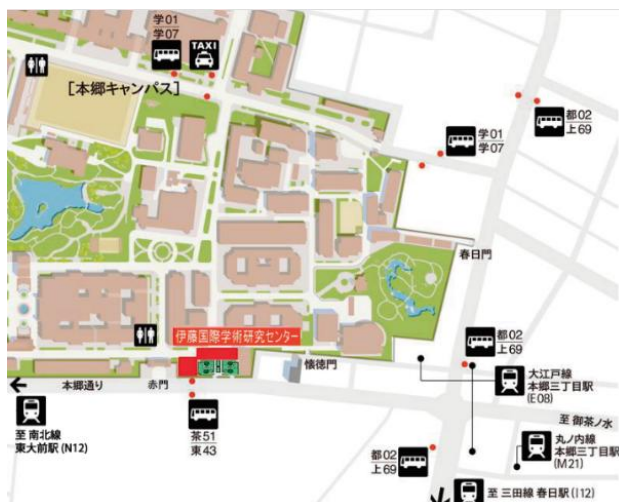 学01
学07
TAXI
[本郷キャンパス]
都02
上69
学01
学07
春日門
伊藤国際学術研究センター
都02
上69
懐徳門
大江戸線
本郷三丁目駅
(E08)
本郷通り
赤門
至 御茶ノ水
至 南北線
東大前駅 (N12)
茶51
東43
都02
上69
丸ノ内線
本郷三丁目駅
(M21)
至 三田線 春日駅 (I12)